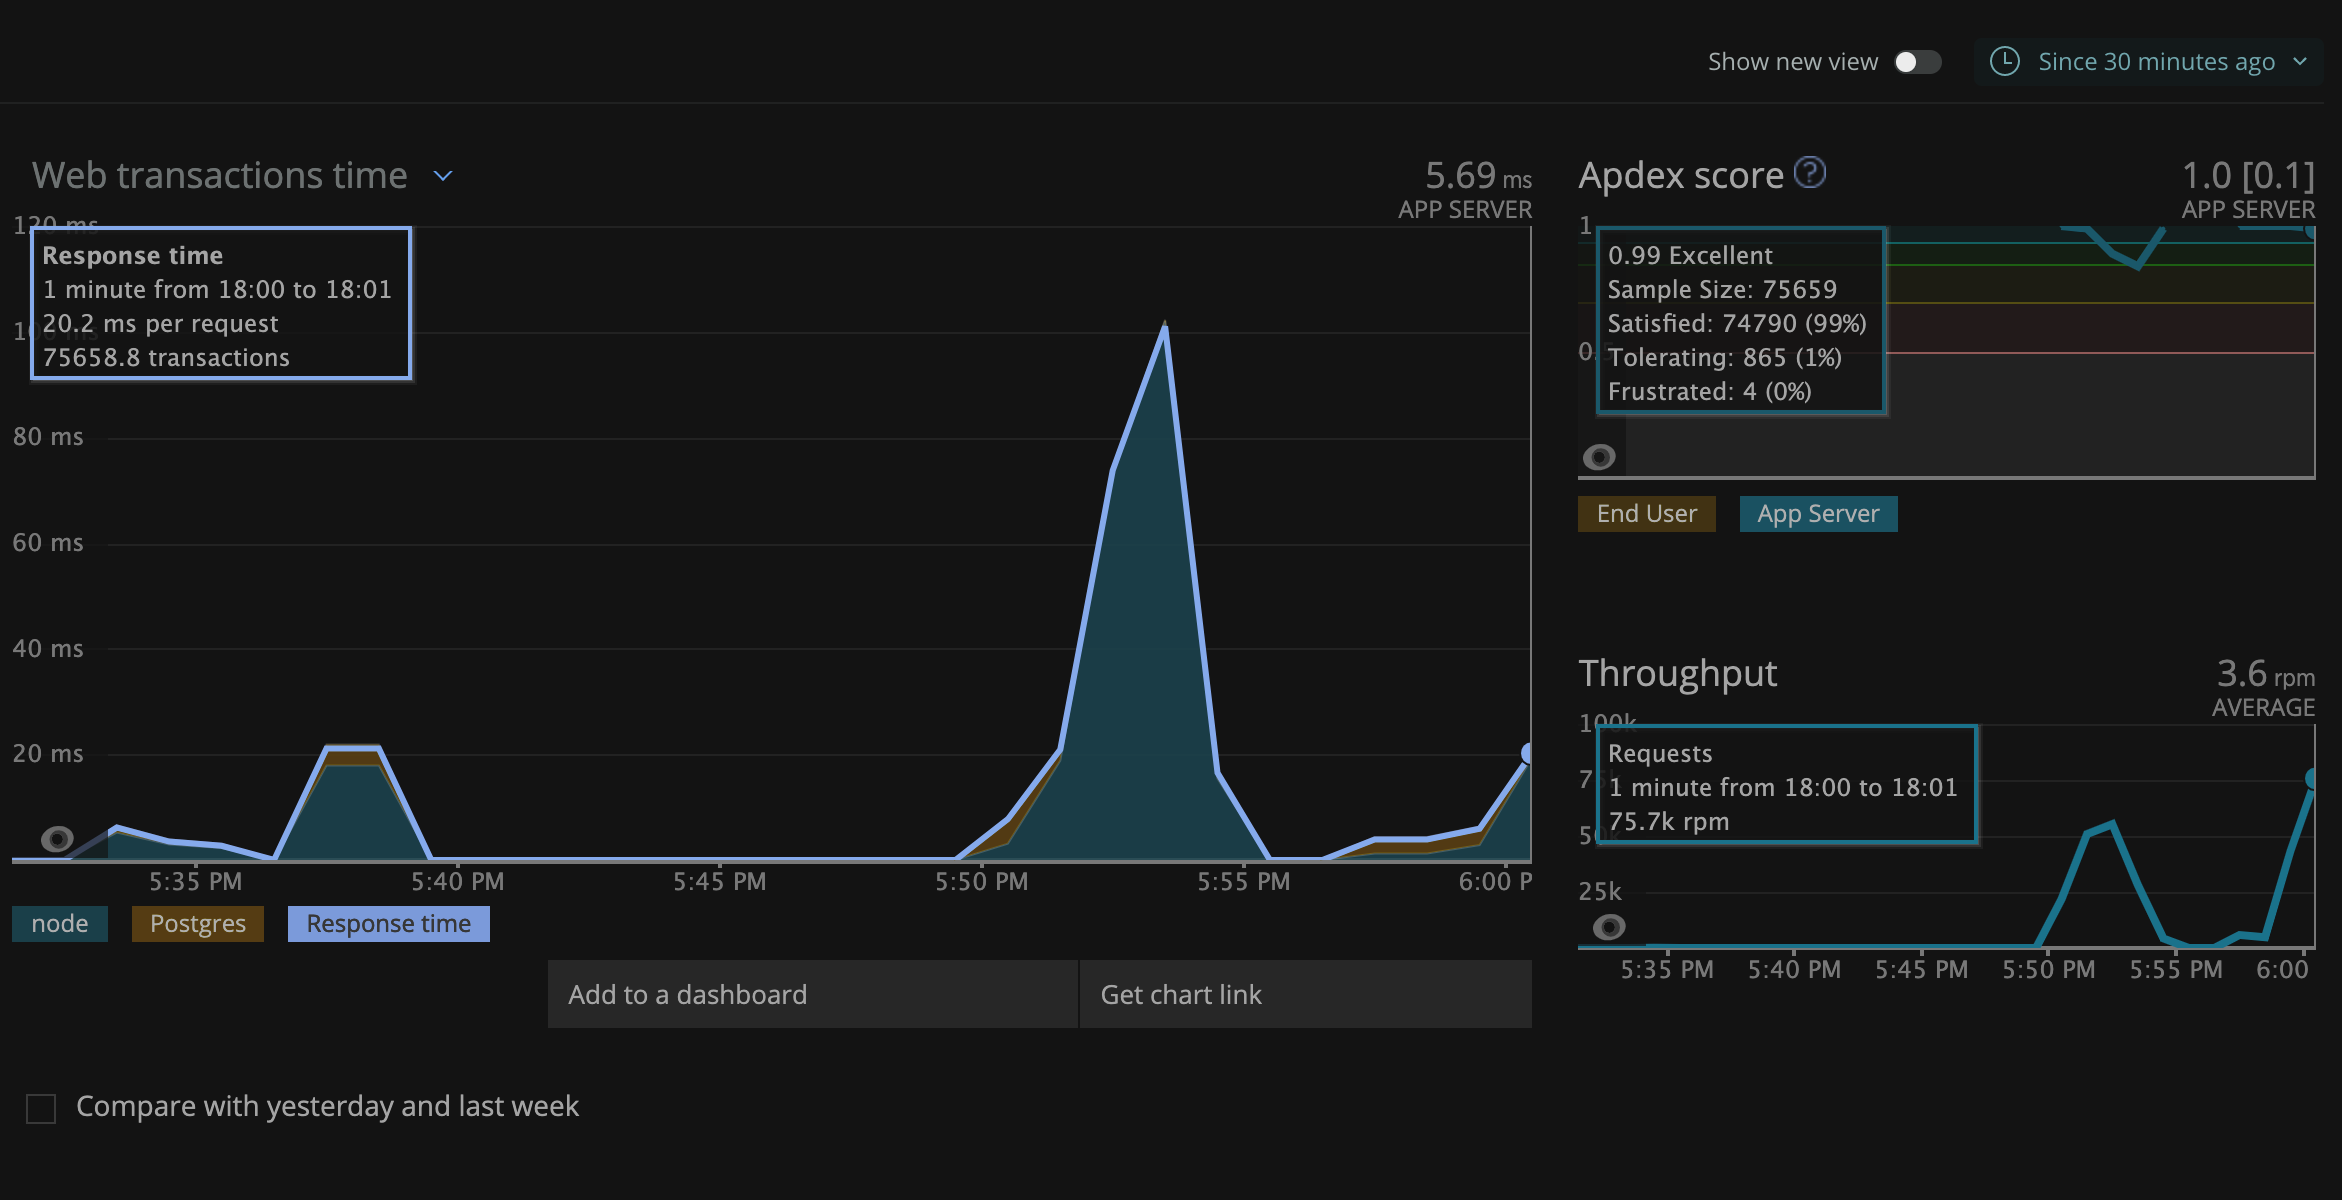 Show new view
Since 30 minutes ago
Web transactions time
5.69 ms
APP SERVER
120 ms
Response time
1 minute from 18:00 to 18:01
20.2 ms per request
75658.8 transactions
80 ms
60 ms
40 ms
20 ms
5:35 PM 5:40 PM 5:45 PM 5:50 PM 5:55 PM 6:00 P
node Postgres Response time
Add to a dashboard Get chart link
Compare with yesterday and last week
Apdex score ?
1.0 [0.1]
APP SERVER
1
0.99 Excellent
Sample Size: 75659
Satisfied: 74790 (99%)
Tolerating: 865 (1%)
Frustrated: 4 (0%)
End User App Server
Throughput
3.6 rpm
AVERAGE
100k
Requests
1 minute from 18:00 to 18:01
75.7k rpm
25k
5:35 PM 5:40 PM 5:45 PM 5:50 PM 5:55 PM 6:00